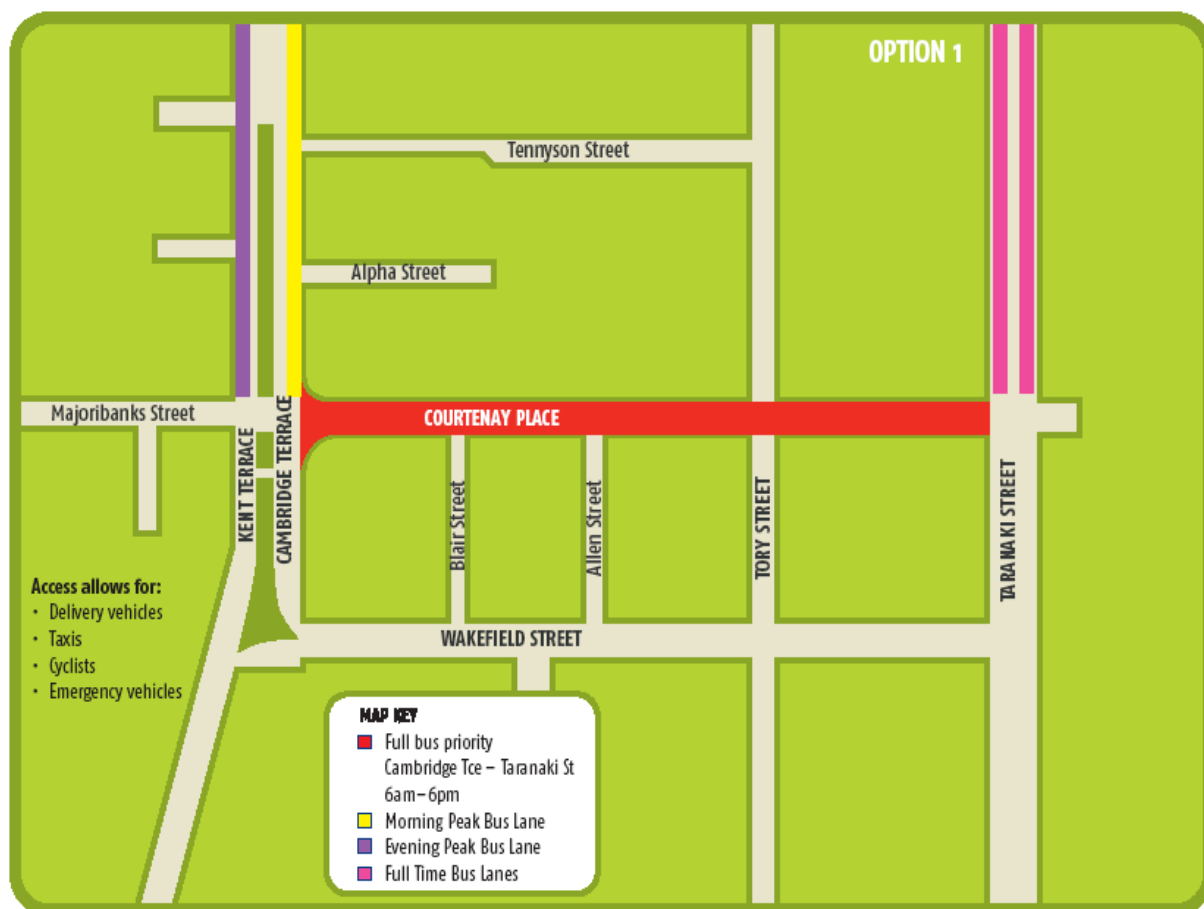 OPTION 1
Tennyson Street
Alpha Street
Majoribanks Street
COURTENAY PLACE
KENT TERRACE
CAMBRIDGE TERRACE
Blair Street
Allen Street
TORY STREET
TARANAKI STREET
Access allows for:
• Delivery vehicles
• Taxis
• Cyclists
• Emergency vehicles
WAKEFIELD STREET
MAP KEY
Full bus priority
Cambridge Tce – Taranaki St
6am–6pm
Morning Peak Bus Lane
Evening Peak Bus Lane
Full Time Bus Lanes